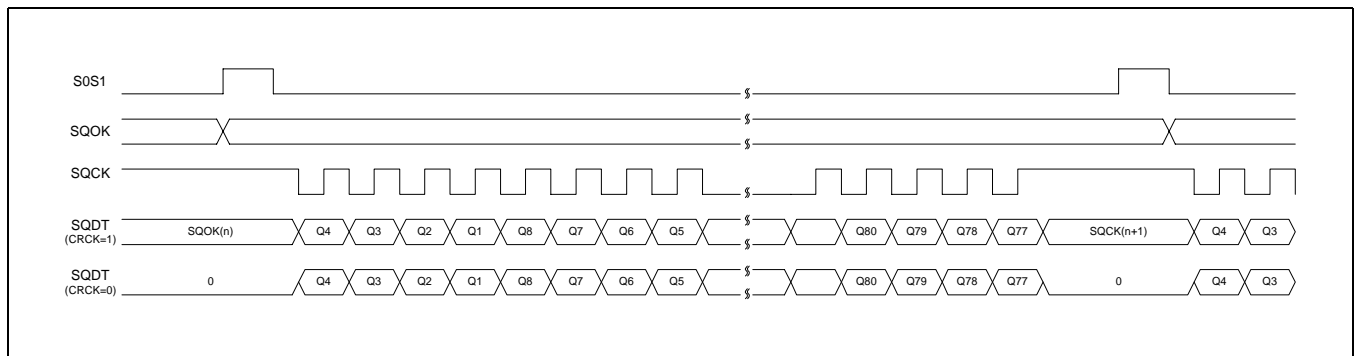 S0S1
SQOK
SQCK
SQDT
(CRCK=1)
SQOK(n) Q4 Q3 Q2 Q1 Q8 Q7 Q6 Q5 Q80 Q79 Q78 Q77 SQCK(n+1) Q4 Q3
SQDT
(CRCK=0)
0 Q4 Q3 Q2 Q1 Q8 Q7 Q6 Q5 Q80 Q79 Q78 Q77 0 Q4 Q3